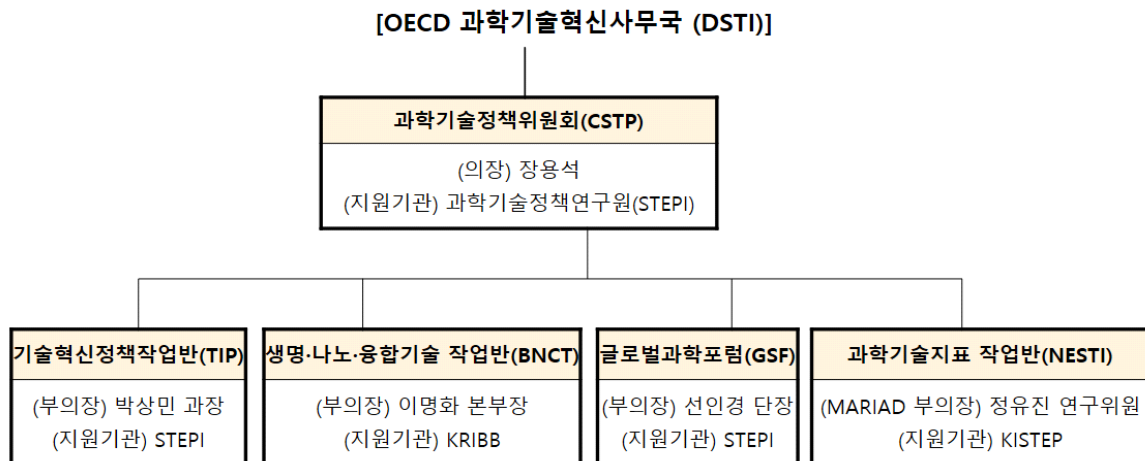 [OECD 과학기술혁신사무국 (DSTI)]
과학기술정책위원회(CSTP)
(의장) 장용석
(지원기관) 과학기술정책연구원(STEPI)
기술혁신정책작업반(TIP)
(부의장) 박상민 과장
(지원기관) STEPI
생명·나노·융합기술 작업반(BNCT)
(부의장) 이명화 본부장
(지원기관) KRIBB
글로벌과학포럼(GSF)
(부의장) 선인경 단장
(지원기관) STEPI
과학기술지표 작업반(NESTI)
(MARIAD 부의장) 정유진 연구위원
(지원기관) KISTEP